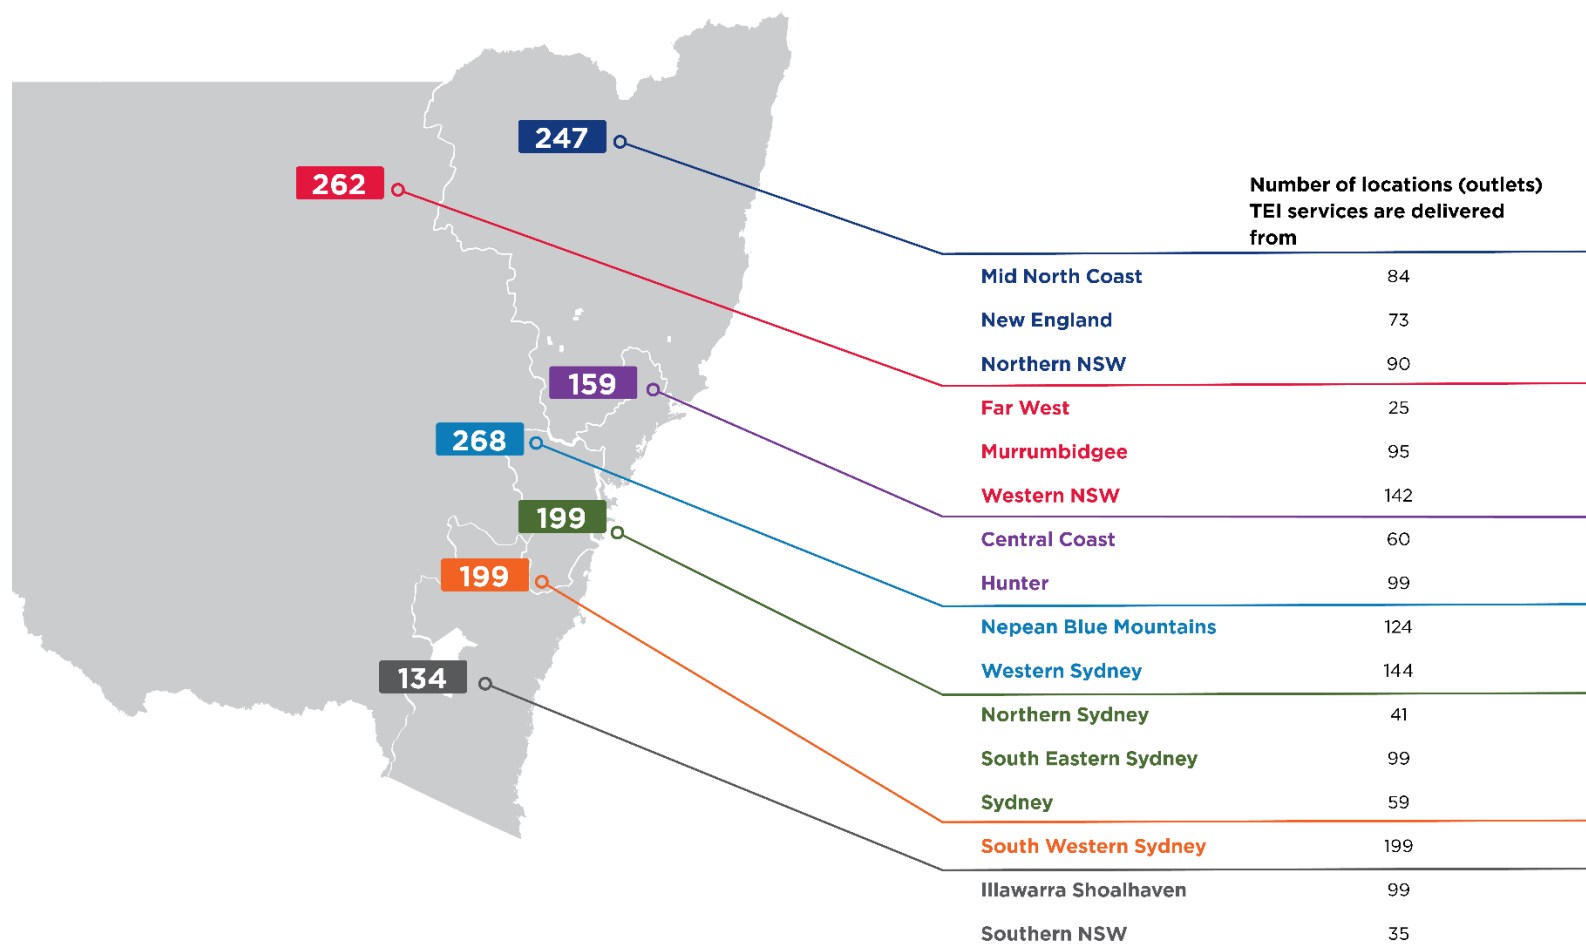 247
262
159
268
199
199
134
Number of locations (outlets)
TEI services are delivered
from
Mid North Coast 84
New England 73
Northern NSW 90
Far West 25
Murrumbidgee 95
Western NSW 142
Central Coast 60
Hunter 99
Nepean Blue Mountains 124
Western Sydney 144
Northern Sydney 41
South Eastern Sydney 99
Sydney 59
South Western Sydney 199
Illawarra Shoalhaven 99
Southern NSW 35